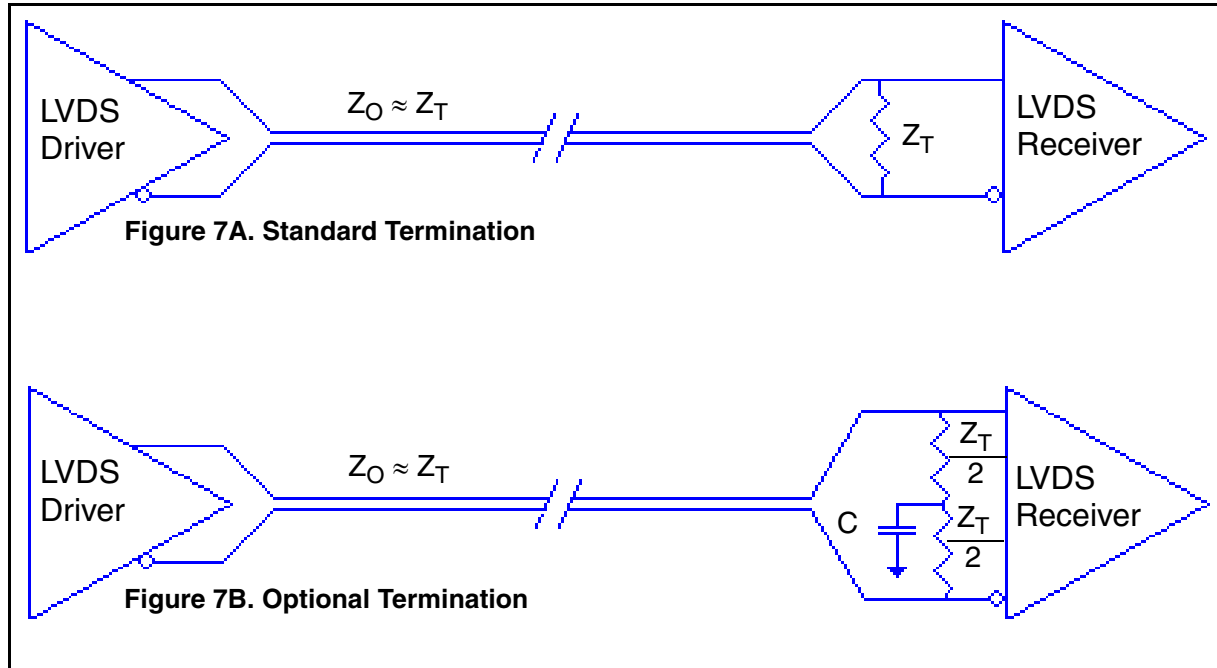 LVDS
Driver
Z_O ≈ Z_T
Z_T
LVDS
Receiver
Figure 7A. Standard Termination
LVDS
Driver
Z_O ≈ Z_T
C
Z_T
2
Z_T
2
LVDS
Receiver
Figure 7B. Optional Termination